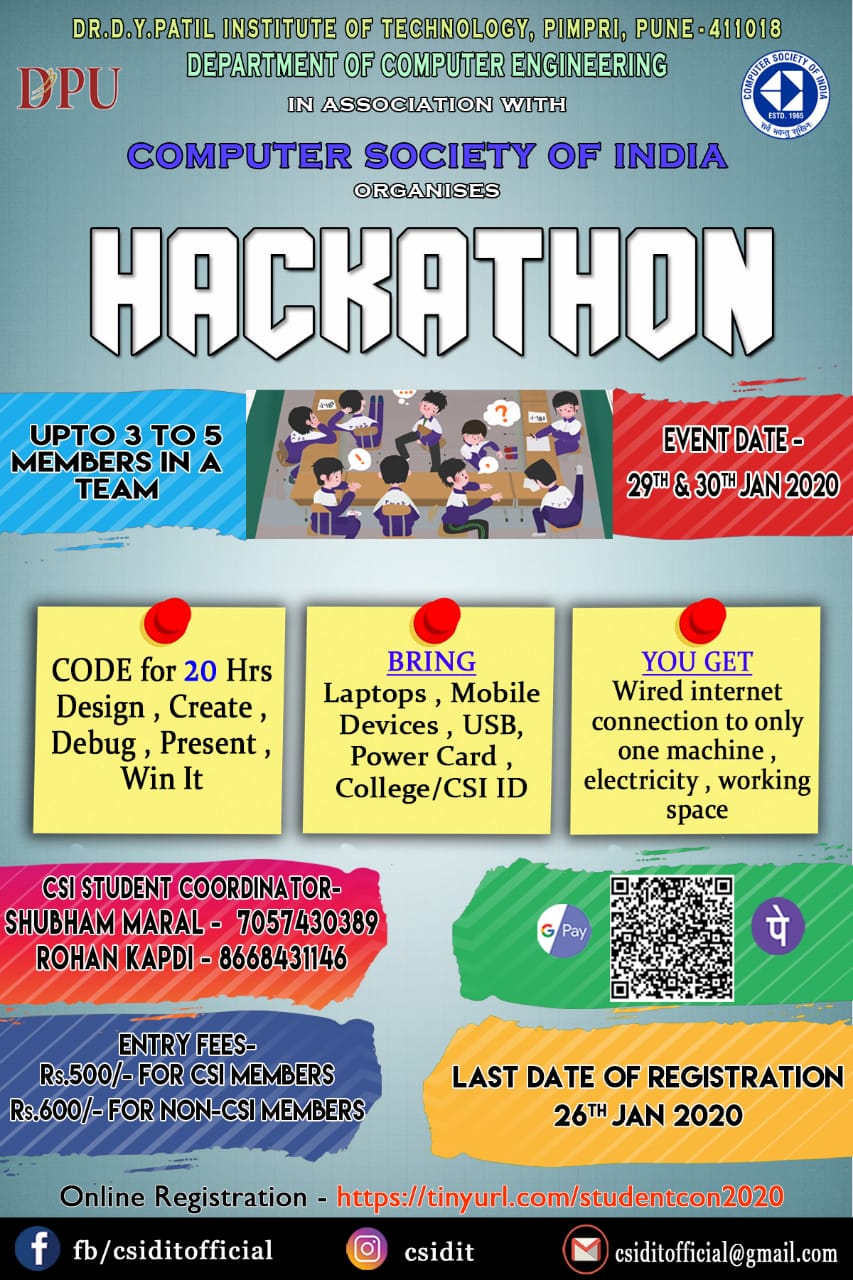 DR.D.Y.PATIL INSTITUTE OF TECHNOLOGY, PIMPRI, PUNE-411018
DEPARTMENT OF COMPUTER ENGINEERING
DPU
IN ASSOCIATION WITH
COMPUTER SOCIETY OF INDIA
ESTD. 1965
सर्वे भवन्तु सुखिनः
COMPUTER SOCIETY OF INDIA
ORGANISES
HACKATHON
UPTO 3 TO 5
MEMBERS IN A
TEAM
EVENT DATE -
29TH & 30TH JAN 2020
CODE for 20 Hrs
Design , Create ,
Debug , Present ,
Win It
BRING
Laptops , Mobile
Devices , USB,
Power Card ,
College/CSI ID
YOU GET
Wired internet
connection to only
one machine ,
electricity , working
space
CSI STUDENT COORDINATOR-
SHUBHAM MARAL - 7057430389
ROHAN KAPDI - 8668431146
G Pay
पे
ENTRY FEES-
RS.500/- FOR CSI MEMBERS
RS.600/- FOR NON-CSI MEMBERS
LAST DATE OF REGISTRATION
26TH JAN 2020
Online Registration - https://tinyurl.com/studentcon2020
fb/csiditofficial
csidit
csiditofficial@gmail.com